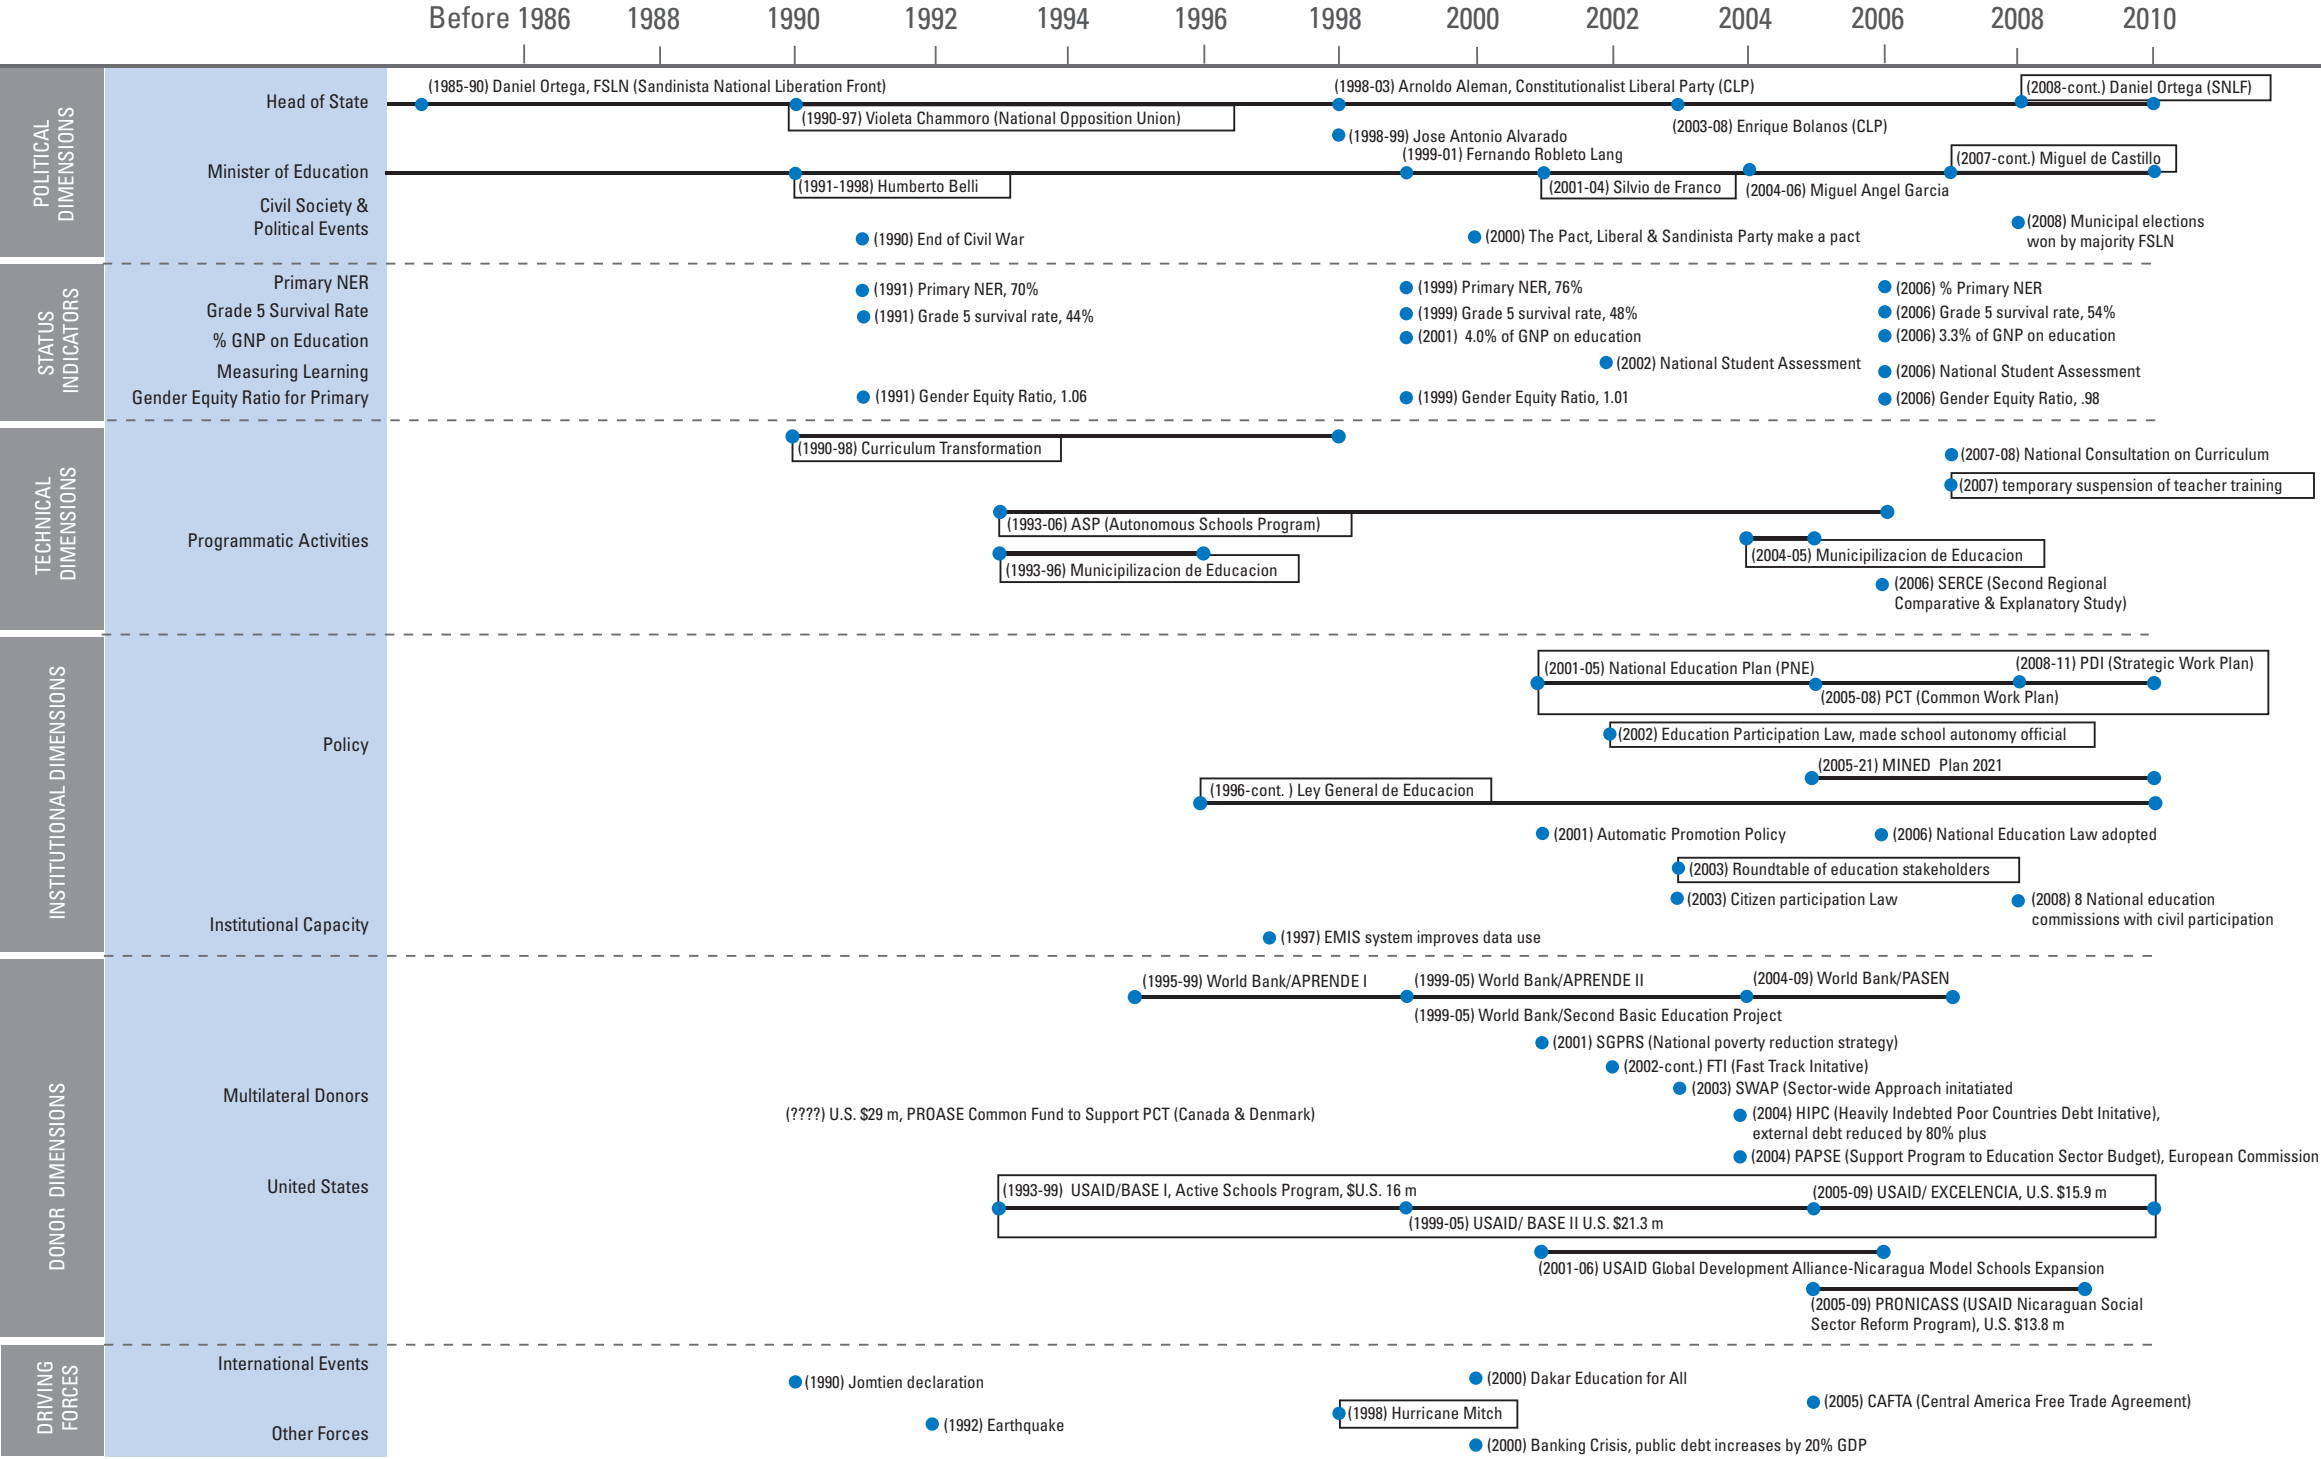 Before 1986 1988 1990 1992 1994 1996 1998 2000 2002 2004 2006 2008 2010
POLITICAL
DIMENSIONS
Head of State
(1985-90) Daniel Ortega, FSLN (Sandinista National Liberation Front)
(1990-97) Violeta Chammoro (National Opposition Union)
(1998-03) Arnoldo Aleman, Constitutionalist Liberal Party (CLP)
(2003-08) Enrique Bolanos (CLP)
(2008-cont.) Daniel Ortega (SNLF)
Minister of Education
(1991-1998) Humberto Belli
(1998-99) Jose Antonio Alvarado
(1999-01) Fernando Robleto Lang
(2001-04) Silvio de Franco
(2004-06) Miguel Angel Garcia
(2007-cont.) Miguel de Castillo
Civil Society &
Political Events
(1990) End of Civil War
(2000) The Pact, Liberal & Sandinista Party make a pact
(2008) Municipal elections
won by majority FSLN
STATUS
INDICATORS
Primary NER
(1991) Primary NER, 70%
(1999) Primary NER, 76%
(2006) % Primary NER
Grade 5 Survival Rate
(1991) Grade 5 survival rate, 44%
(1999) Grade 5 survival rate, 48%
(2006) Grade 5 survival rate, 54%
% GNP on Education
(2001) 4.0% of GNP on education
(2006) 3.3% of GNP on education
Measuring Learning
(2002) National Student Assessment
(2006) National Student Assessment
Gender Equity Ratio for Primary
(1991) Gender Equity Ratio, 1.06
(1999) Gender Equity Ratio, 1.01
(2006) Gender Equity Ratio, .98
TECHNICAL
DIMENSIONS
Programmatic Activities
(1990-98) Curriculum Transformation
(2007-08) National Consultation on Curriculum
(2007) temporary suspension of teacher training
(1993-06) ASP (Autonomous Schools Program)
(1993-96) Municipilizacion de Educacion
(2004-05) Municipilizacion de Educacion
(2006) SERCE (Second Regional
Comparative & Explanatory Study)
INSTITUTIONAL DIMENSIONS
Policy
(2001-05) National Education Plan (PNE)
(2008-11) PDI (Strategic Work Plan)
(2005-08) PCT (Common Work Plan)
(2002) Education Participation Law, made school autonomy official
(2005-21) MINED Plan 2021
(1996-cont. ) Ley General de Educacion
(2001) Automatic Promotion Policy
(2006) National Education Law adopted
(2003) Roundtable of education stakeholders
(2003) Citizen participation Law
(2008) 8 National education
commissions with civil participation
Institutional Capacity
(1997) EMIS system improves data use
DONOR DIMENSIONS
Multilateral Donors
(1995-99) World Bank/APRENDE I
(1999-05) World Bank/APRENDE II
(2004-09) World Bank/PASEN
(1999-05) World Bank/Second Basic Education Project
(2001) SGPRS (National poverty reduction strategy)
(2002-cont.) FTI (Fast Track Initative)
(2003) SWAP (Sector-wide Approach initatiated
(????) U.S. $29 m, PROASE Common Fund to Support PCT (Canada & Denmark)
(2004) HIPC (Heavily Indebted Poor Countries Debt Initative),
external debt reduced by 80% plus
(2004) PAPSE (Support Program to Education Sector Budget), European Commission
United States
(1993-99) USAID/BASE I, Active Schools Program, $U.S. 16 m
(2005-09) USAID/ EXCELENCIA, U.S. $15.9 m
(1999-05) USAID/ BASE II U.S. $21.3 m
(2001-06) USAID Global Development Alliance-Nicaragua Model Schools Expansion
(2005-09) PRONICASS (USAID Nicaraguan Social
Sector Reform Program), U.S. $13.8 m
DRIVING
FORCES
International Events
(1990) Jomtien declaration
(2000) Dakar Education for All
(2005) CAFTA (Central America Free Trade Agreement)
Other Forces
(1992) Earthquake
(1998) Hurricane Mitch
(2000) Banking Crisis, public debt increases by 20% GDP